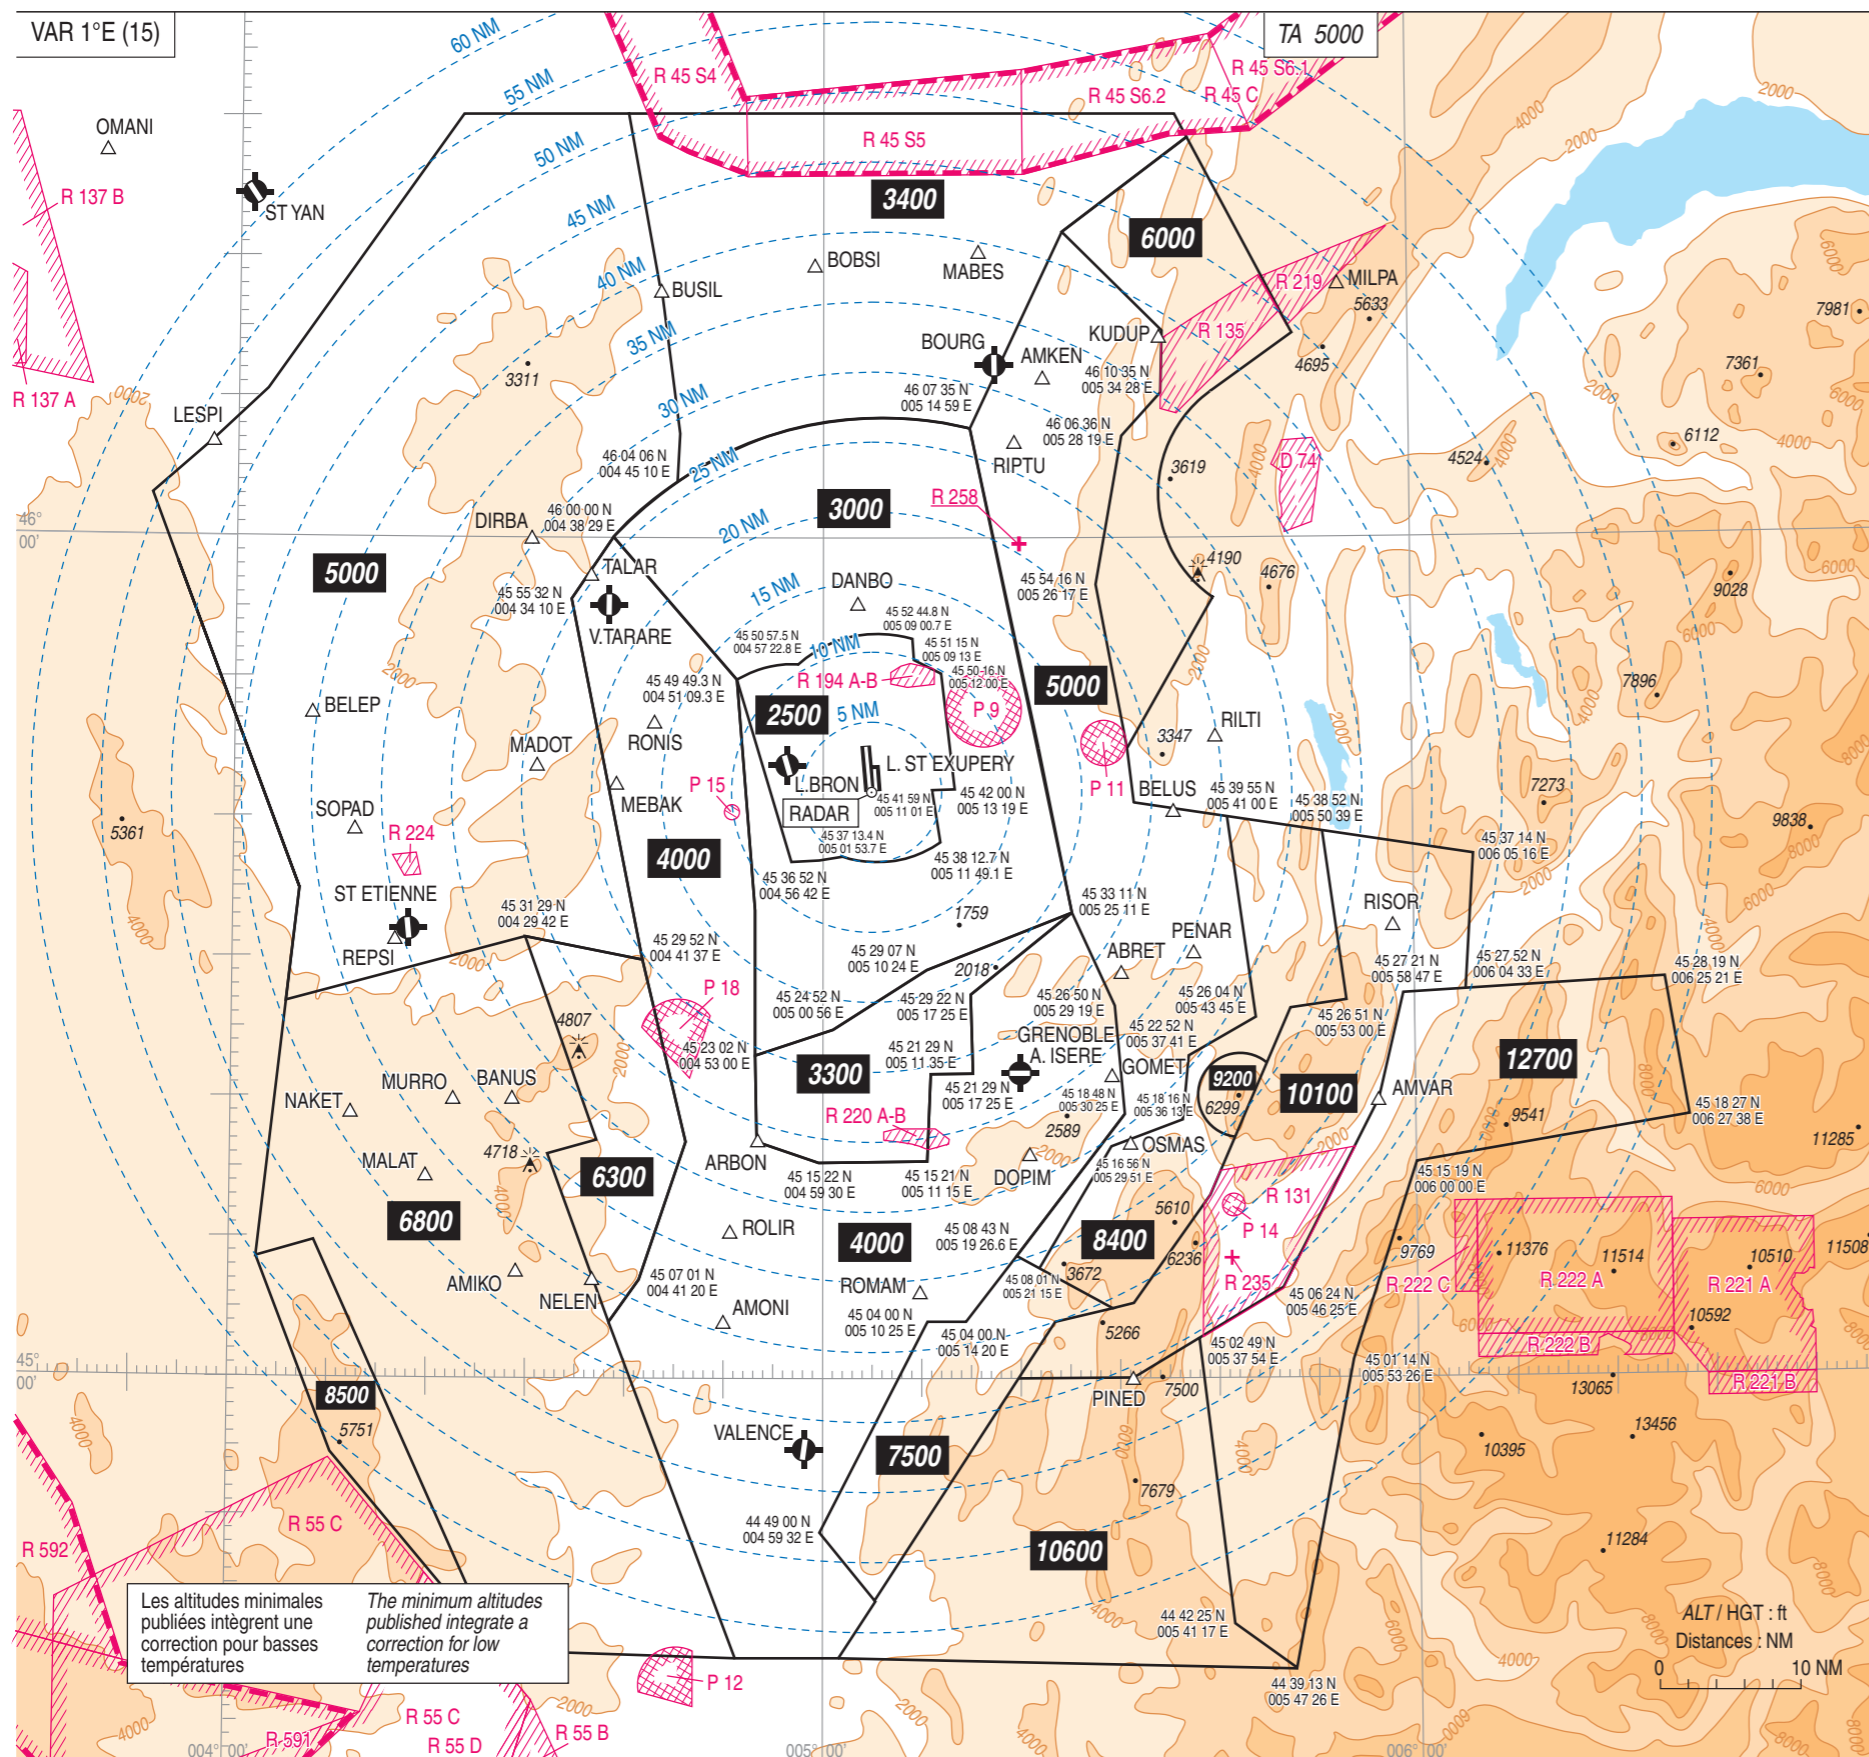 VAR 1°E (15)
TA 5000
60 NM
55 NM
50 NM
45 NM
40 NM
35 NM
30 NM
25 NM
20 NM
15 NM
10 NM
5 NM
R 45 S4
R 45 S5
R 45 S6.2
R 45 C
R 45 S6.1
OMANI
R 137 B
ST YAN
R 137 A
LESPI
3400
6000
BOBSI
MABES
BUSIL
MILPA
R 219
R 135
5633
4695
KUDUP
BOURG
AMKEN
RIPTU
3311
7981
7361
6112
4524
46 10 35 N
005 34 28 E
46 07 35 N
005 14 59 E
46 06 36 N
005 28 19 E
46 04 06 N
004 45 10 E
D 74
3619
R 258
3000
46°
00'
DIRBA
46 00 00 N
004 38 29 E
5000
TALAR
45 55 32 N
004 34 10 E
V.TARARE
DANBO
45 54 16 N
005 26 17 E
4190
4676
9028
45 52 44.8 N
005 09 00.7 E
45 50 57.5 N
004 57 22.8 E
45 51 15 N
005 09 13 E
45 50 16 N
005 12 00 E
45 49 49.3 N
004 51 09.3 E
R 194 A-B
P 9
5000
7896
BELEP
MADOT
RONIS
2500
RILTI
3347
P 11
MEBAK
P 15
L.BRON
L. ST EXUPERY
RADAR
45 41 59 N
005 11 01 E
45 42 00 N
005 13 19 E
BELUS
45 39 55 N
005 41 00 E
45 38 52 N
005 50 39 E
7273
9838
5361
SOPAD
R 224
4000
45 37 13.4 N
005 01 53.7 E
45 38 12.7 N
005 11 49.1 E
45 36 52 N
004 56 42 E
45 37 14 N
006 05 16 E
ST ETIENNE
REPSI
45 31 29 N
004 29 42 E
45 29 52 N
004 41 37 E
1759
45 33 11 N
005 25 11 E
RISOR
PENAR
ABRET
45 29 07 N
005 10 24 E
2018
45 27 21 N
005 58 47 E
45 27 52 N
006 04 33 E
45 28 19 N
006 25 21 E
P 18
45 24 52 N
005 00 56 E
45 29 22 N
005 17 25 E
45 26 50 N
005 29 19 E
45 26 04 N
005 43 45 E
45 26 51 N
005 53 00 E
4807
45 23 02 N
004 53 00 E
45 21 29 N
005 11 35 E
GRENOBLE
A. ISERE
45 22 52 N
005 37 41 E
12700
3300
45 21 29 N
005 17 25 E
GOMET
9200
6299
10100
AMVAR
NAKET
MURRO
BANUS
45 18 48 N
005 30 25 E
45 18 16 N
005 36 13 E
9541
45 18 27 N
006 27 38 E
11285
R 220 A-B
2589
OSMAS
4718
MALAT
6300
ARBON
45 15 22 N
004 59 30 E
45 15 21 N
005 11 15 E
DOPIM
45 16 56 N
005 29 51 E
45 15 19 N
006 00 00 E
R 131
P 14
R 235
6800
ROLIR
4000
45 08 43 N
005 19 26.6 E
8400
5610
6236
3672
9769
11376
11514
10510
11508
R 222 C
R 222 A
R 221 A
AMIKO
NELEN
45 07 01 N
004 41 20 E
ROMAM
45 08 01 N
005 21 15 E
45 06 24 N
005 46 25 E
AMONI
45 04 00 N
005 10 25 E
45 04 00 N
005 14 20 E
5266
45 02 49 N
005 37 54 E
10592
R 222 B
45 01 14 N
005 53 26 E
45°
00'
8500
5751
PINED
7500
13065
R 221 B
VALENCE
7500
13456
10395
7679
R 55 C
R 592
44 49 00 N
004 59 32 E
10600
11284
Les altitudes minimales
publiées intègrent une
correction pour basses
températures
The minimum altitudes
published integrate a
correction for low
temperatures
44 42 25 N
005 41 17 E
ALT / HGT : ft
Distances : NM
0 10 NM
P 12
44 39 13 N
005 47 26 E
R 591
R 55 C
R 55 D
R 55 B
004° 00'
005° 00'
006° 00'